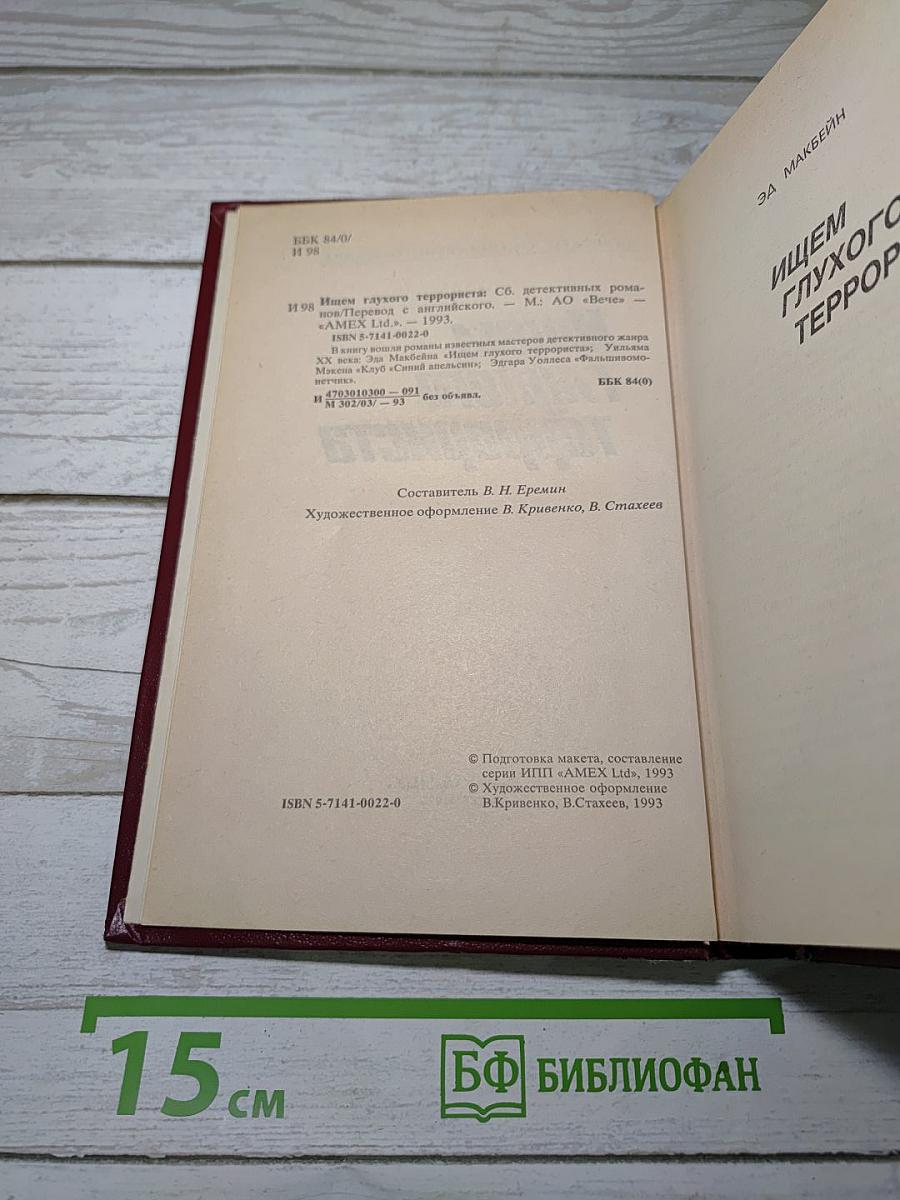 ББК 84/0/
И 98
И 98 Ищем глухого террориста: Сб. детективных рома-
нов/Перевод с английского. — М.: АО «Вече» —
«AMEX Ltd.». — 1993.
ISBN 5-7141-0022-0
В книгу вошли романы известных мастеров детективного жанра
XX века: Эда Макбейна «Ищем глухого террориста»; Уильяма
Мэкена «Клуб «Синий апельсин»; Эдгара Уоллеса «Фальшивомо-
нетчик».
И 4703010300 — 091
М 302/03/ — 93 без объявл.
ББК 84(0)
Составитель В. Н. Еремин
Художественное оформление В. Кривенко, В. Стахеев
ISBN 5-7141-0022-0
© Подготовка макета, составление
серии ИПП «AMEX Ltd», 1993
© Художественное оформление
В.Кривенко, В.Стахеев, 1993
ЭД МАКБЕЙН
ИЩЕМ
ГЛУХОГО
ТЕРРОР
15 см
БФ БИБЛИОФАН